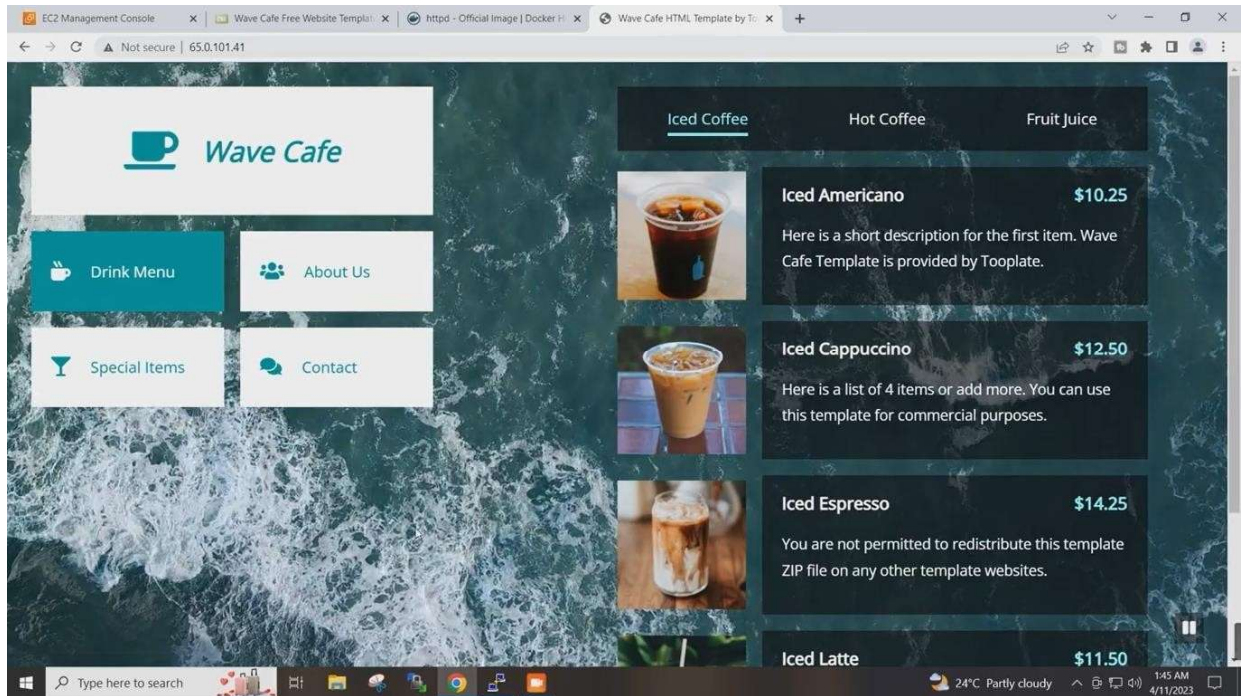 EC2 Management Console
Wave Cafe Free Website Templat
httpd - Official Image | Docker H
Wave Cafe HTML Template by To
Not secure | 65.0.101.41
Wave Cafe
Drink Menu
About Us
Special Items
Contact
Iced Coffee
Hot Coffee
Fruit Juice
Iced Americano
$10.25
Here is a short description for the first item. Wave
Cafe Template is provided by Tooplate.
Iced Cappuccino
$12.50
Here is a list of 4 items or add more. You can use
this template for commercial purposes.
Iced Espresso
$14.25
You are not permitted to redistribute this template
ZIP file on any other template websites.
Iced Latte
$11.50
Type here to search
24°C Partly cloudy
1:45 AM
4/11/2023